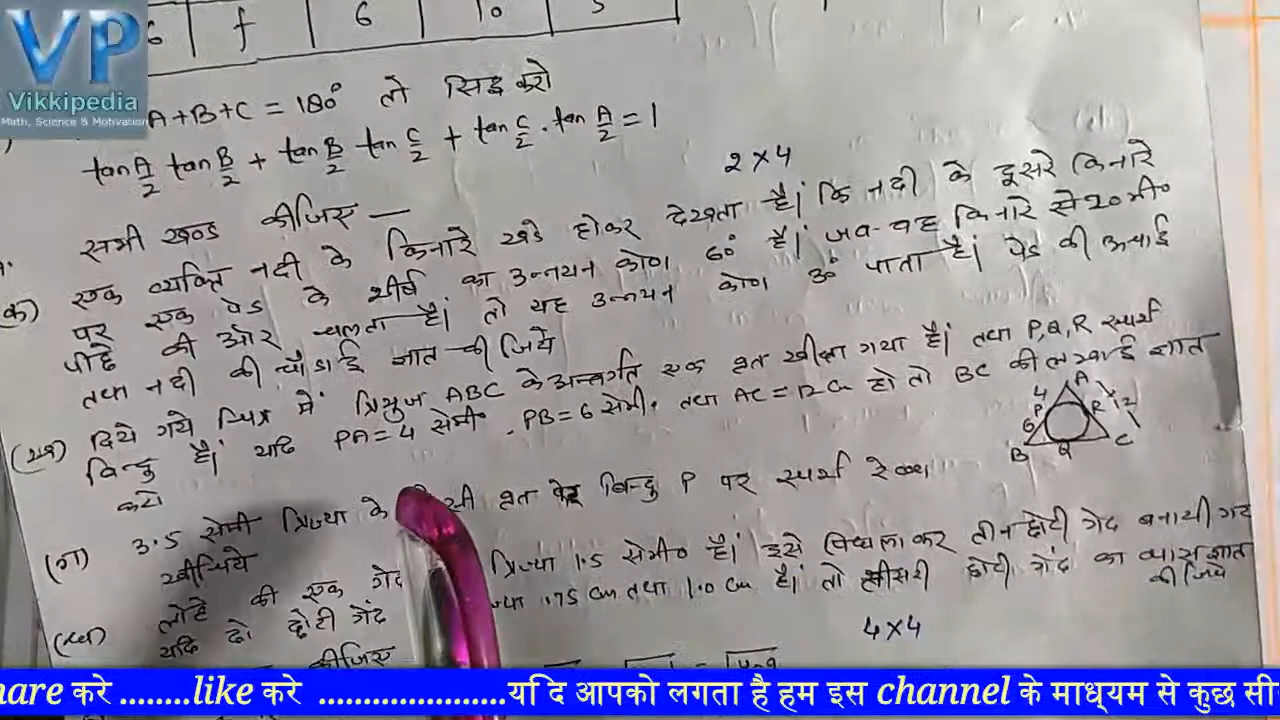 6 f 6 10 5
VP
Vikkipedia
Math, Science & Motivation
A+B+C = 180° तो सिद्ध करो
tan A/2 tan B/2 + tan B/2 tan C/2 + tan C/2 . tan A/2 = 1
2×4
सभी खण्ड कीजिए —
(क) एक व्यक्ति नदी के किनारे खडे होकर देखता है। कि नदी के दूसरे किनारे
पर एक पेड के शीर्ष का उन्नयन कोण 60° है। जब वह किनारे से 20 मी०
पीछे की ओर चलता है। तो यह उन्नयन कोण 30° पाता है। पेड की ऊचाई
तथा नदी की चौडाई ज्ञात कीजिये
(ख) दिये गये चित्र में त्रिभुज ABC के अन्तर्गत एक वृत खीचा गया है। तथा P,Q,R स्पर्श
बिन्दु है। यदि PA=4 सेमी०. PB=6 सेमी. तथा AC=12 Cm हो तो BC की लम्बाई ज्ञात
करो
A 4 P 6 R 12 B Q C
(ग) 3.5 सेमी त्रिज्या के वृत के बिन्दु P पर स्पर्श रेखा
खीचिये
(घ) लोहे की एक गेंद त्रिज्या 1.5 सेमी० है। इसे पिघलाकर तीन छोटी गेंद बनायी गई
यदि दो छोटी गेंद .75 cm तथा 1.0 cm है। तो तीसरी छोटी गेंद का व्यास ज्ञात
कीजिये
4×4
कीजिए
hare करे ........like करे .....................यदि आपको लगता है हम इस channel के माध्यम से कुछ सी